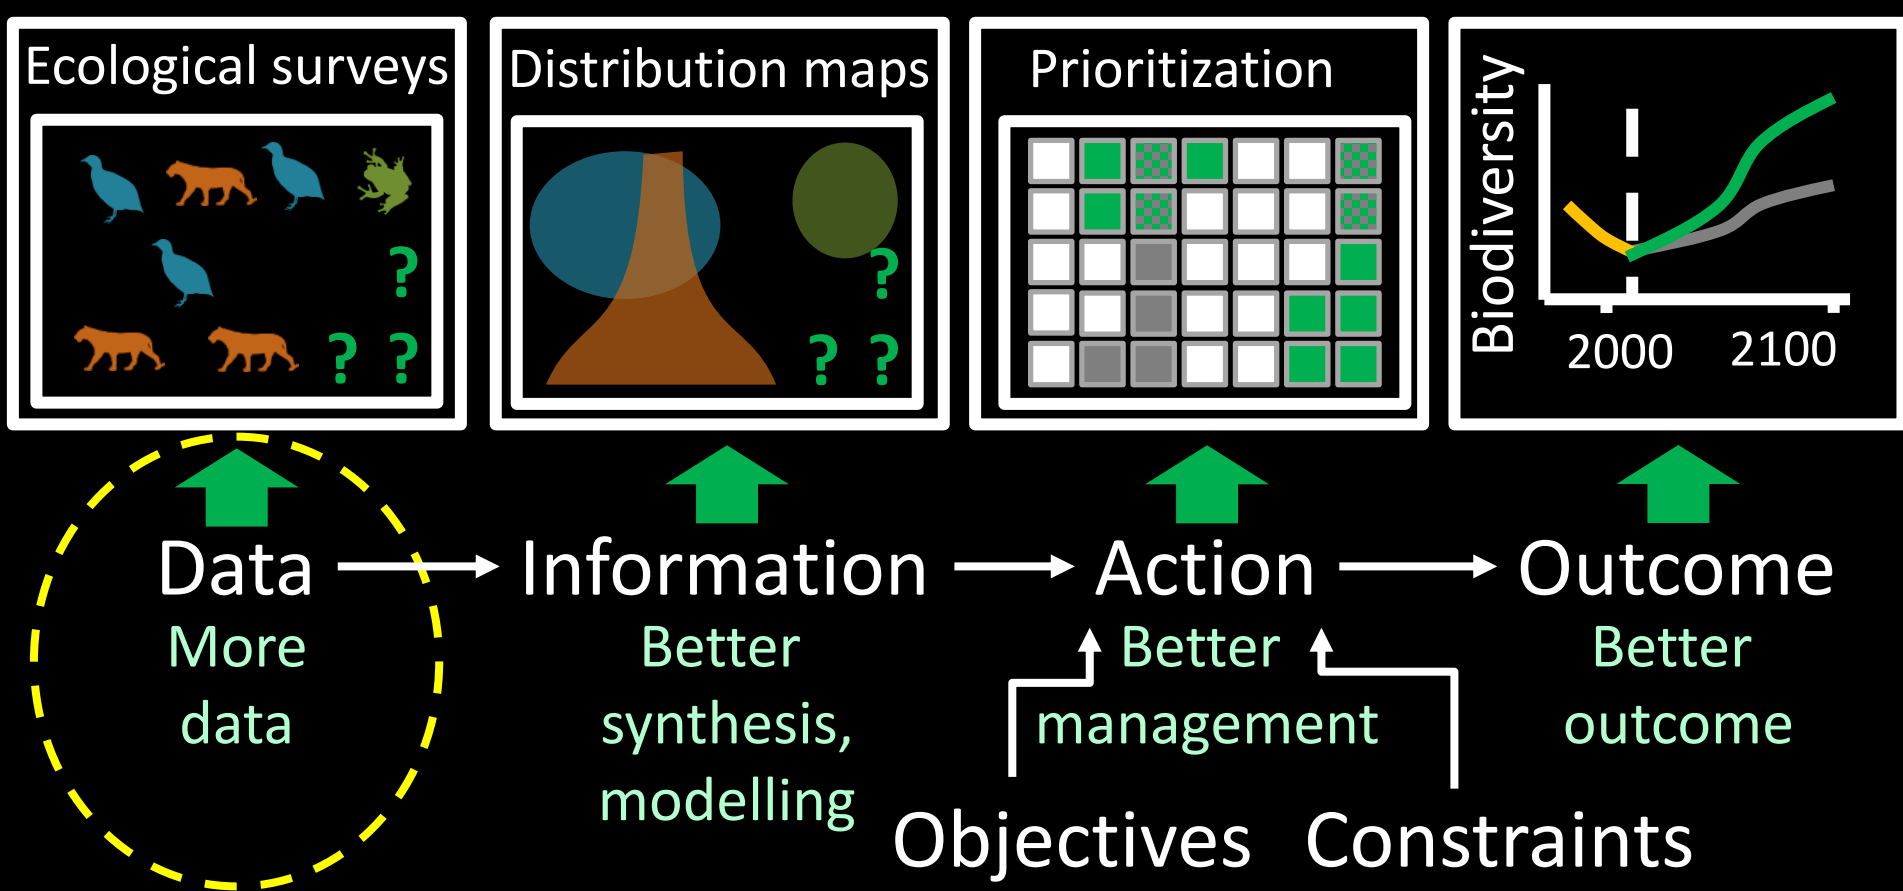 Ecological surveys
Distribution maps
Prioritization
Biodiversity
2000
2100
?
? ?
?
? ?
Data
Information
Action
Outcome
More
data
Better
synthesis,
modelling
Better
management
Better
outcome
Objectives
Constraints